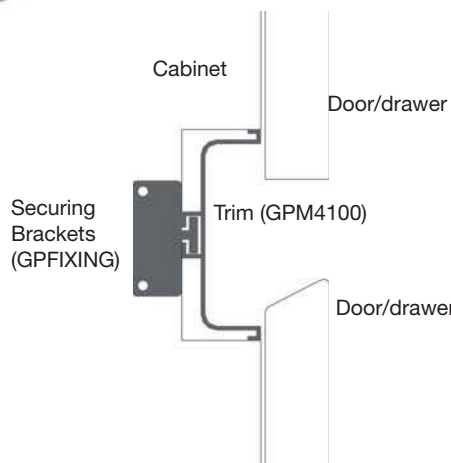 Cabinet
Door/drawer
Securing
Brackets
(GPFIXING)
Trim (GPM4100)
Door/drawer